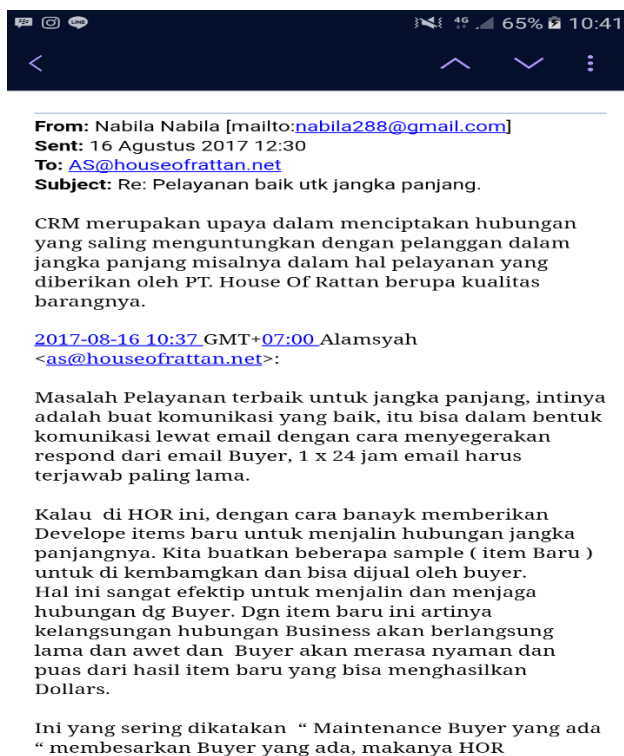 65% 10:41
From: Nabila Nabila [mailto:nabila288@gmail.com]
Sent: 16 Agustus 2017 12:30
To: AS@houseofrattan.net
Subject: Re: Pelayanan baik utk jangka panjang.
CRM merupakan upaya dalam menciptakan hubungan
yang saling menguntungkan dengan pelanggan dalam
jangka panjang misalnya dalam hal pelayanan yang
diberikan oleh PT. House Of Rattan berupa kualitas
barangnya.
2017-08-16 10:37 GMT+07:00 Alamsyah
<as@houseofrattan.net>:
Masalah Pelayanan terbaik untuk jangka panjang, intinya
adalah buat komunikasi yang baik, itu bisa dalam bentuk
komunikasi lewat email dengan cara menyegerakan
respond dari email Buyer, 1 x 24 jam email harus
terjawab paling lama.
Kalau  di HOR ini, dengan cara banayk memberikan
Develope items baru untuk menjalin hubungan jangka
panjangnya. Kita buatkan beberapa sample ( item Baru )
untuk di kembamgkan dan bisa dijual oleh buyer.
Hal ini sangat efektip untuk menjalin dan menjaga
hubungan dg Buyer. Dgn item baru ini artinya
kelangsungan hubungan Business akan berlangsung
lama dan awet dan  Buyer akan merasa nyaman dan
puas dari hasil item baru yang bisa menghasilkan
Dollars.
Ini yang sering dikatakan  “ Maintenance Buyer yang ada
“ membesarkan Buyer yang ada, makanya HOR